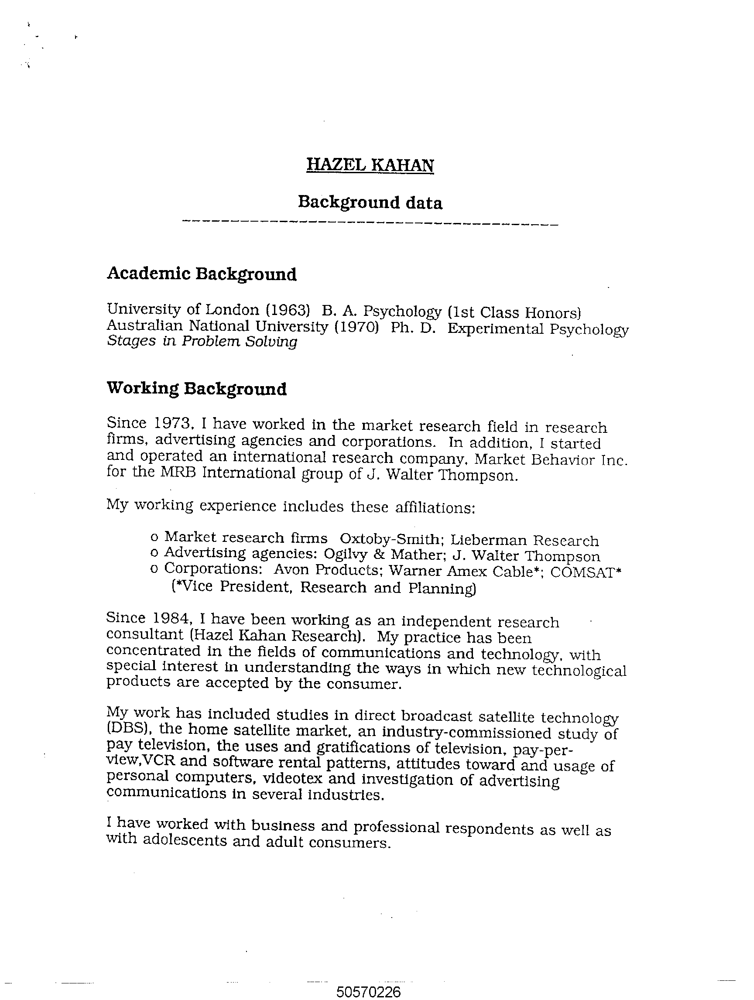 HAZEL KAHAN
Background data
Academic Background
University of London (1963) B. A. Psychology (1st Class Honors)
Australian National University (1970) Ph. D. Experimental Psychology
Stages in Problem Solving
Working Background
Since 1973, I have worked in the market research field in research
firms, advertising agencies and corporations. In addition, I started
and operated an international research company, Market Behavior Inc.
for the MRB International group of J. Walter Thompson.
My working experience includes these affiliations:
o Market research firms Oxtoby-Smith; Lieberman Research
o Advertising agencies: Ogilvy & Mather; J. Walter Thompson
o Corporations: Avon Products; Warner Amex Cable*; COMSAT*
(*Vice President, Research and Planning)
Since 1984, I have been working as an independent research
consultant (Hazel Kahan Research). My practice has been
concentrated in the fields of communications and technology, with
special interest in understanding the ways in which new technological
products are accepted by the consumer.
My work has included studies in direct broadcast satellite technology
(DBS), the home satellite market, an industry-commissioned study of
pay television, the uses and gratifications of television, pay-per-
view,VCR and software rental patterns, attitudes toward and usage of
personal computers, videotex and investigation of advertising
communications in several industries.
I have worked with business and professional respondents as well as
with adolescents and adult consumers.
50570226